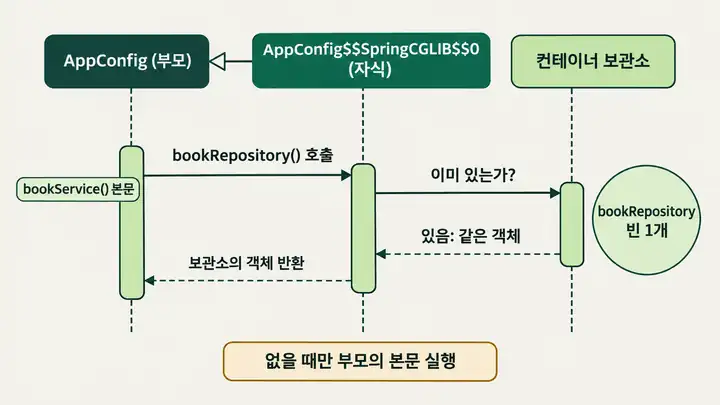 AppConfig (부모)
AppConfig$$SpringCGLIB$$0
(자식)
컨테이너 보관소
bookRepository() 호출
이미 있는가?
bookService() 본문
bookRepository
빈 1개
있음: 같은 객체
보관소의 객체 반환
없을 때만 부모의 본문 실행